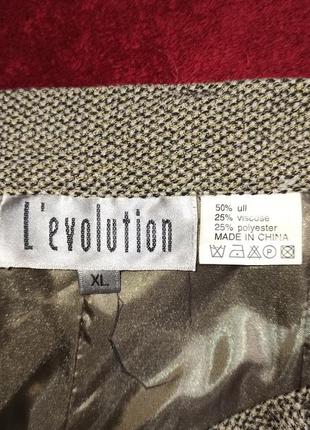 L'evolution
XL
50% ull
25% viscose
25% polyester
MADE IN CHINA